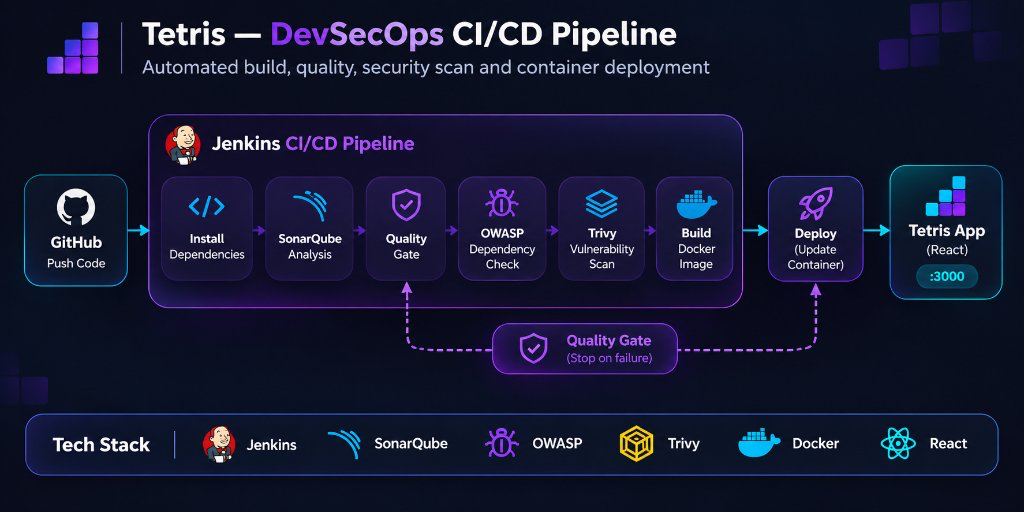 Tetris — DevSecOps CI/CD Pipeline
Automated build, quality, security scan and container deployment
Jenkins CI/CD Pipeline
GitHub
Push Code
Install
Dependencies
SonarQube
Analysis
Quality
Gate
OWASP
Dependency
Check
Trivy
Vulnerability
Scan
Build
Docker
Image
Deploy
(Update
Container)
Tetris App
(React)
:3000
Quality Gate
(Stop on failure)
Tech Stack
Jenkins
SonarQube
OWASP
Trivy
Docker
React